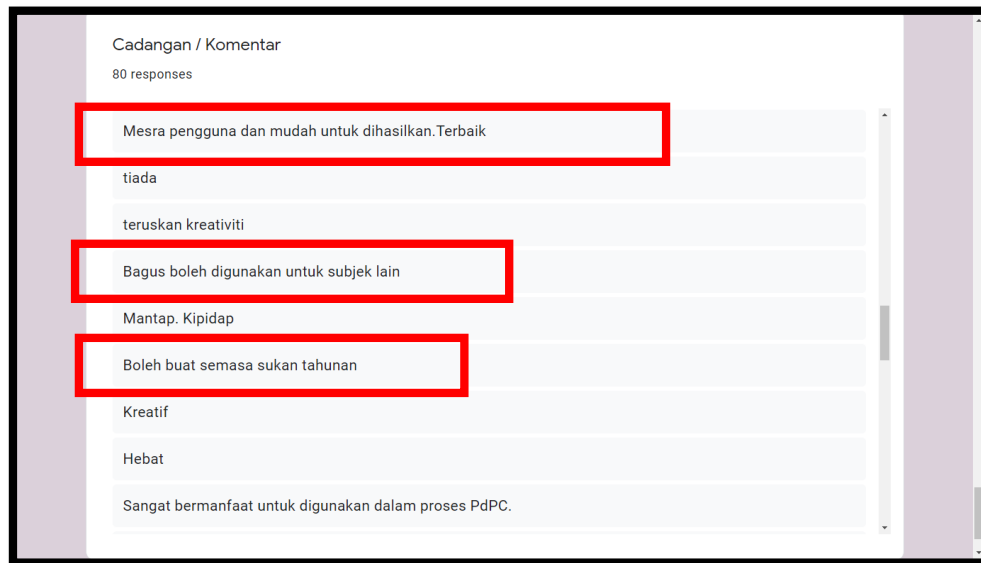 Cadangan / Komentar
80 responses
Mesra pengguna dan mudah untuk dihasilkan.Terbaik
tiada
teruskan kreativiti
Bagus boleh digunakan untuk subjek lain
Mantap. Kipidap
Boleh buat semasa sukan tahunan
Kreatif
Hebat
Sangat bermanfaat untuk digunakan dalam proses PdPC.